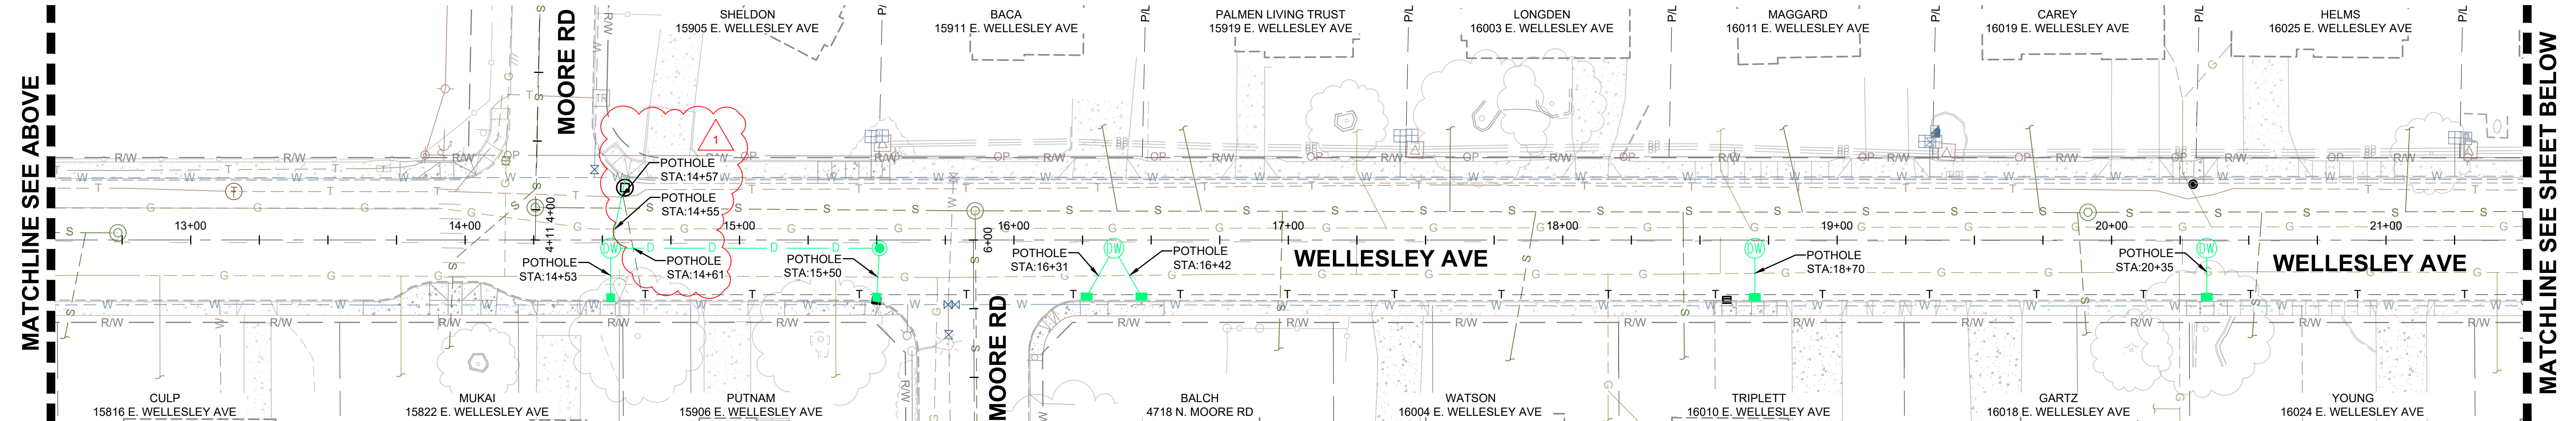 MATCHLINE SEE ABOVE
MOORE RD
SHELDON
15905 E. WELLESLEY AVE
P/L
BACA
15911 E. WELLESLEY AVE
P/L
PALMEN LIVING TRUST
15919 E. WELLESLEY AVE
P/L
LONGDEN
16003 E. WELLESLEY AVE
P/L
MAGGARD
16011 E. WELLESLEY AVE
P/L
CAREY
16019 E. WELLESLEY AVE
P/L
HELMS
16025 E. WELLESLEY AVE
P/L
MATCHLINE SEE SHEET BELOW
R/W
TR
1
POTHOLE
STA:14+57
POTHOLE
STA:14+55
POTHOLE
STA:14+61
POTHOLE
STA:14+53
POTHOLE
STA:15+50
POTHOLE
STA:16+31
POTHOLE
STA:16+42
POTHOLE
STA:18+70
POTHOLE
STA:20+35
13+00
14+00
15+00
16+00
17+00
18+00
19+00
20+00
21+00
4+11 14+00
6+00
WELLESLEY AVE
WELLESLEY AVE
DW
DW
DW
DW
MOORE RD
CULP
15816 E. WELLESLEY AVE
MUKAI
15822 E. WELLESLEY AVE
PUTNAM
15906 E. WELLESLEY AVE
BALCH
4718 N. MOORE RD
WATSON
16004 E. WELLESLEY AVE
TRIPLETT
16010 E. WELLESLEY AVE
GARTZ
16018 E. WELLESLEY AVE
YOUNG
16024 E. WELLESLEY AVE